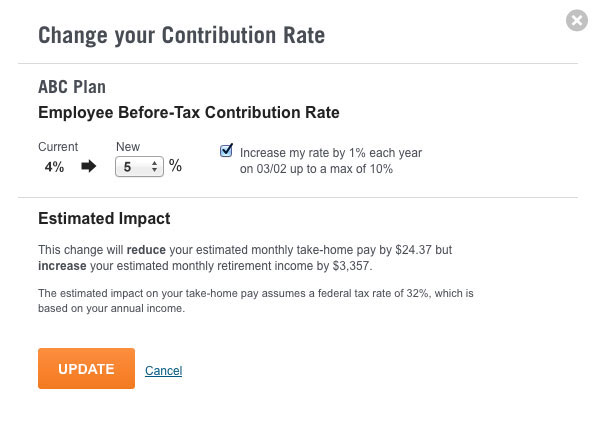 Change your Contribution Rate
ABC Plan
Employee Before-Tax Contribution Rate
Current New
4% 5 %
Increase my rate by 1% each year
on 03/02 up to a max of 10%
Estimated Impact
This change will reduce your estimated monthly take-home pay by $24.37 but
increase your estimated monthly retirement income by $3,357.
The estimated impact on your take-home pay assumes a federal tax rate of 32%, which is
based on your annual income.
UPDATE Cancel